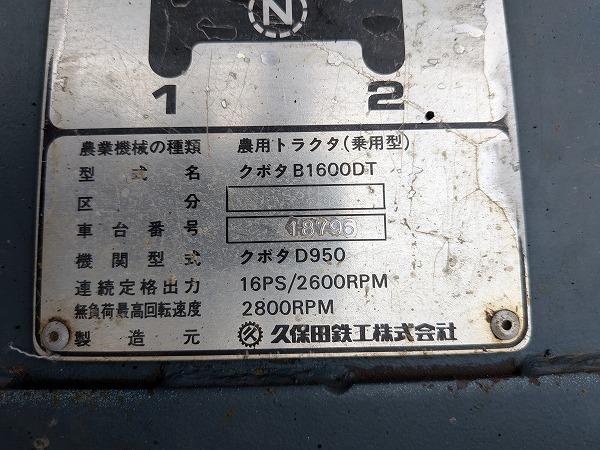 N
1 2
農業機械の種類 農用トラクタ(乗用型)
型式名 クボタB1600DT
区分
車台番号 18796
機関型式 クボタD950
連続定格出力 16PS/2600RPM
無負荷最高回転速度 2800RPM
製造元 久保田鉄工株式会社